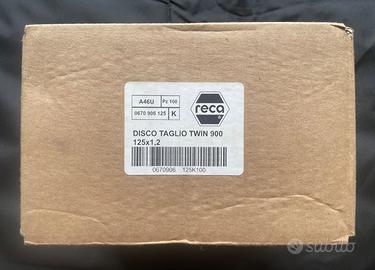 A46U Pz 100
0670 906 125 K
reca
DISCO TAGLIO TWIN 900
125x1,2
0670906 125K100
subito